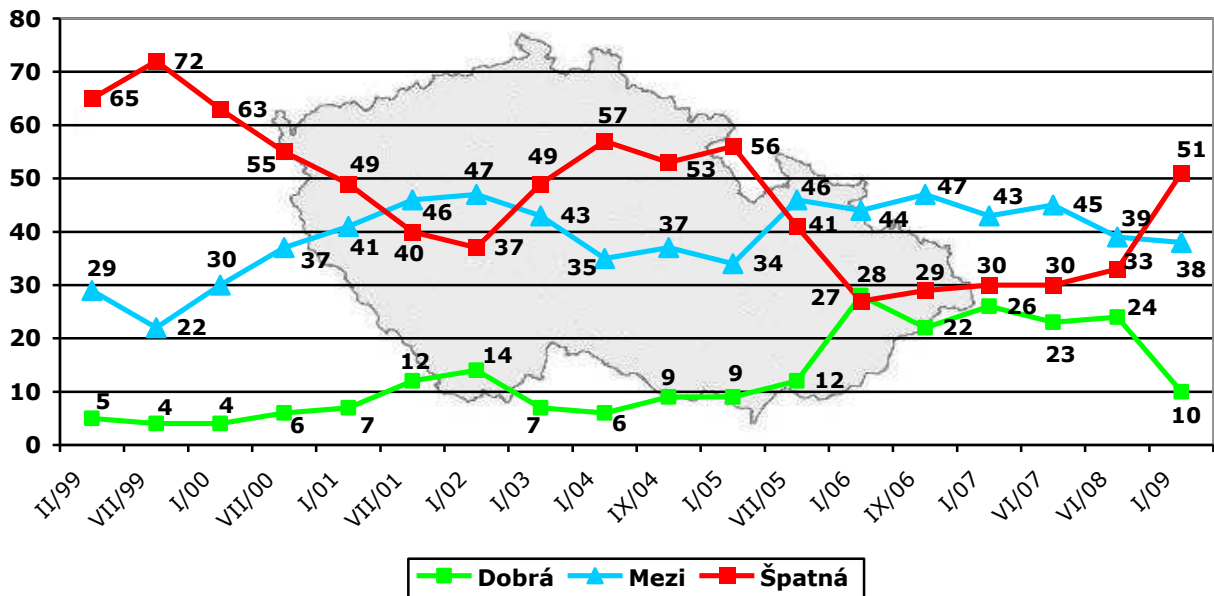 80
70
60
50
40
30
20
10
0
65 72 63 55 49 40 37 49 57 53 56 41 27 29 30 30 33 51
29 22 30 37 41 46 47 43 35 37 34 46 44 47 43 45 39 38
5 4 4 6 7 12 14 7 6 9 9 12 28 22 26 23 24 10
II/99 VII/99 I/00 VII/00 I/01 VII/01 I/02 I/03 I/04 IX/04 I/05 VII/05 I/06 IX/06 I/07 VI/07 VI/08 I/09
Dobrá Mezi Špatná